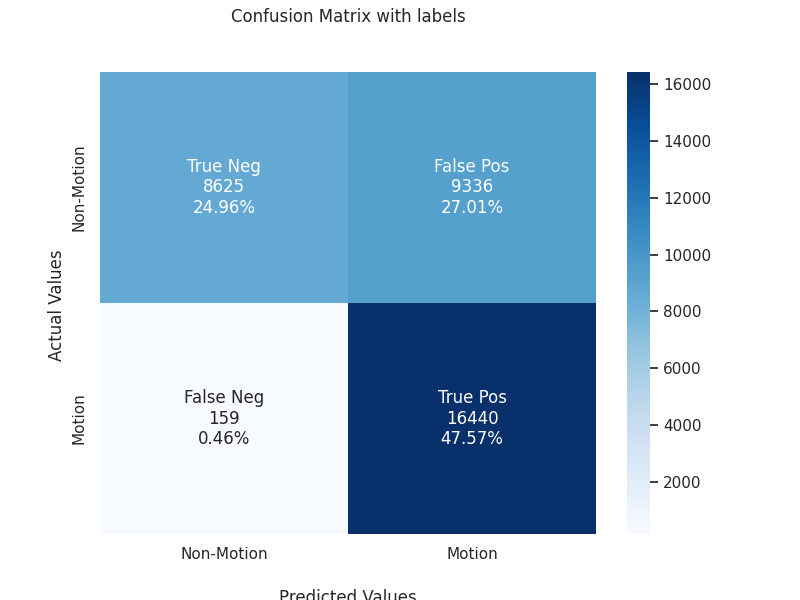 Confusion Matrix with labels
True Neg
8625
24.96%
False Pos
9336
27.01%
False Neg
159
0.46%
True Pos
16440
47.57%
Non-Motion
Motion
Actual Values
Non-Motion
Motion
Predicted Values
16000
14000
12000
10000
8000
6000
4000
2000